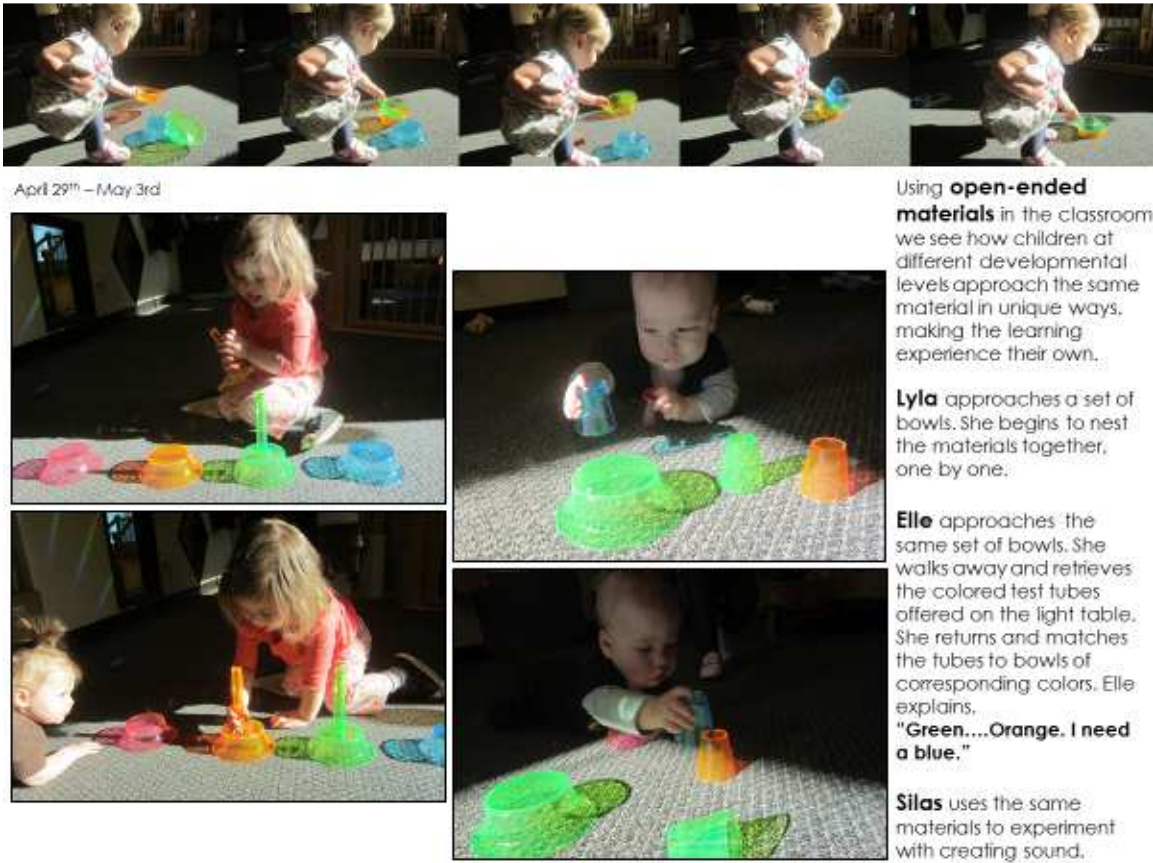 April 29th – May 3rd
Using open-ended
materials in the classroom
we see how children at
different developmental
levels approach the same
material in unique ways,
making the learning
experience their own.
Lyla approaches a set of
bowls. She begins to nest
the materials together,
one by one.
Elle approaches the
same set of bowls. She
walks away and retrieves
the colored test tubes
offered on the light table.
She returns and matches
the tubes to bowls of
corresponding colors. Elle
explains,
"Green....Orange. I need
a blue."
Silas uses the same
materials to experiment
with creating sound.